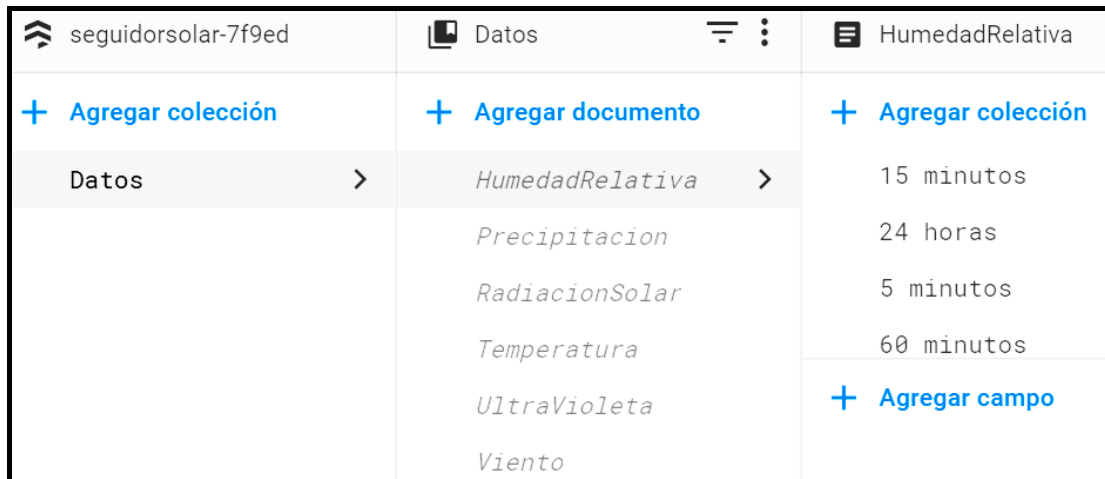 seguidorsolar-7f9ed
Agregar colección
Datos
Datos
Agregar documento
HumedadRelativa
Precipitacion
RadiacionSolar
Temperatura
UltraVioleta
Viento
HumedadRelativa
Agregar colección
15 minutos
24 horas
5 minutos
60 minutos
Agregar campo